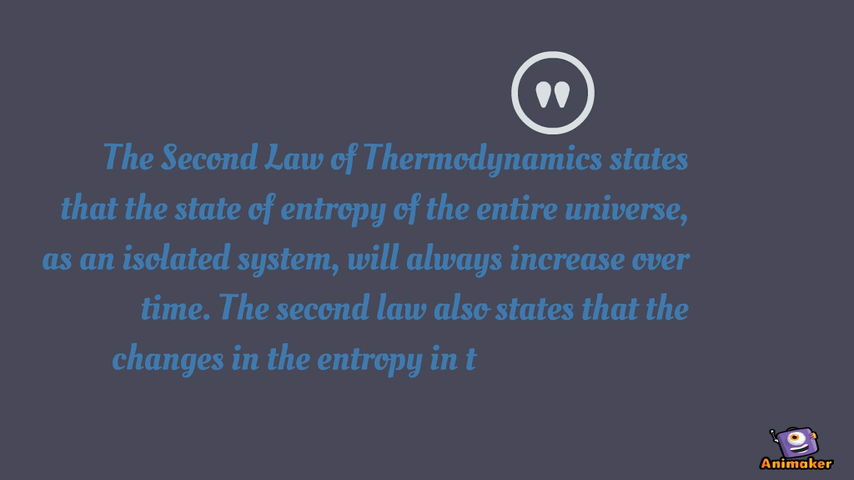 "
The Second Law of Thermodynamics states
that the state of entropy of the entire universe,
as an isolated system, will always increase over
time. The second law also states that the
changes in the entropy in t
Animaker